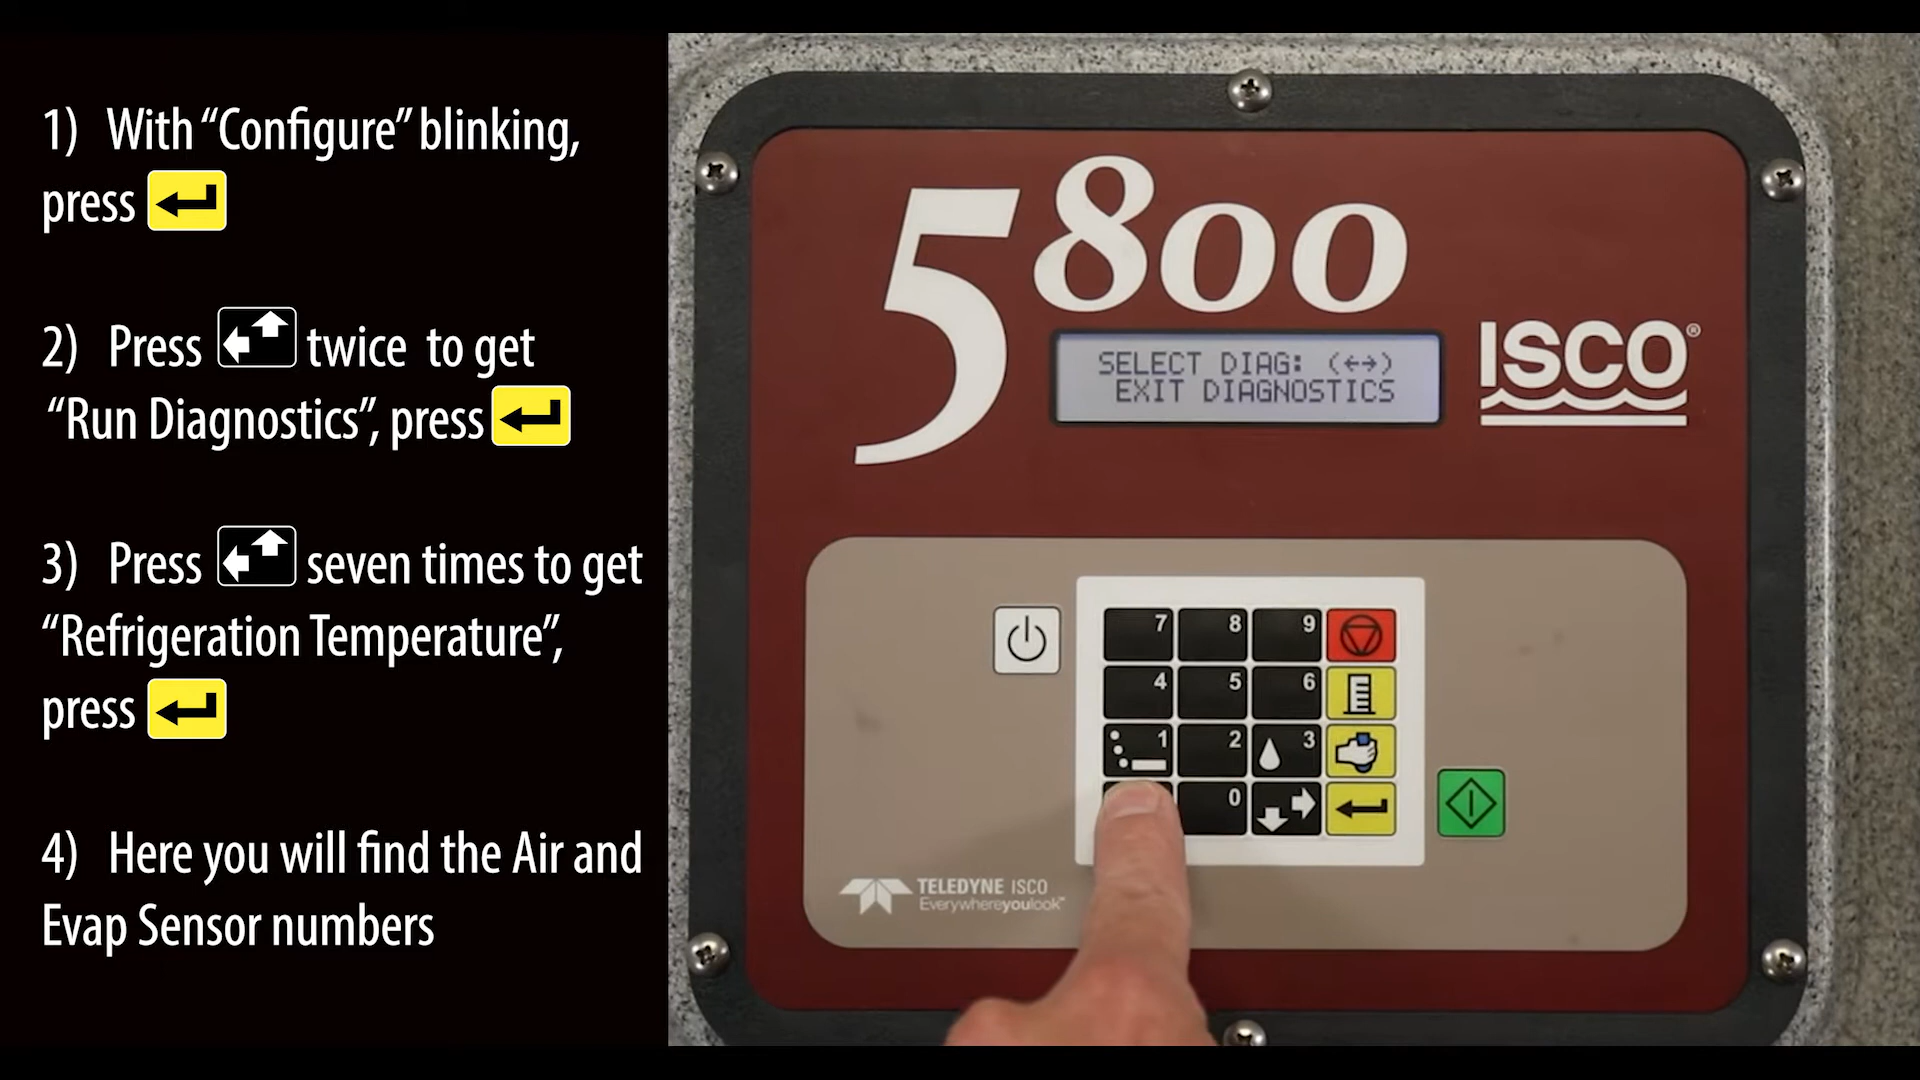 1) With “Configure” blinking,
press
2) Press twice to get
“Run Diagnostics”, press
3) Press seven times to get
“Refrigeration Temperature”,
press
4) Here you will find the Air and
Evap Sensor numbers
5800
SELECT DIAG: (←→)
EXIT DIAGNOSTICS
ISCO®
7 8 9
4 5 6
1 2 3
0
TELEDYNE ISCO
Everywhereyoulook™